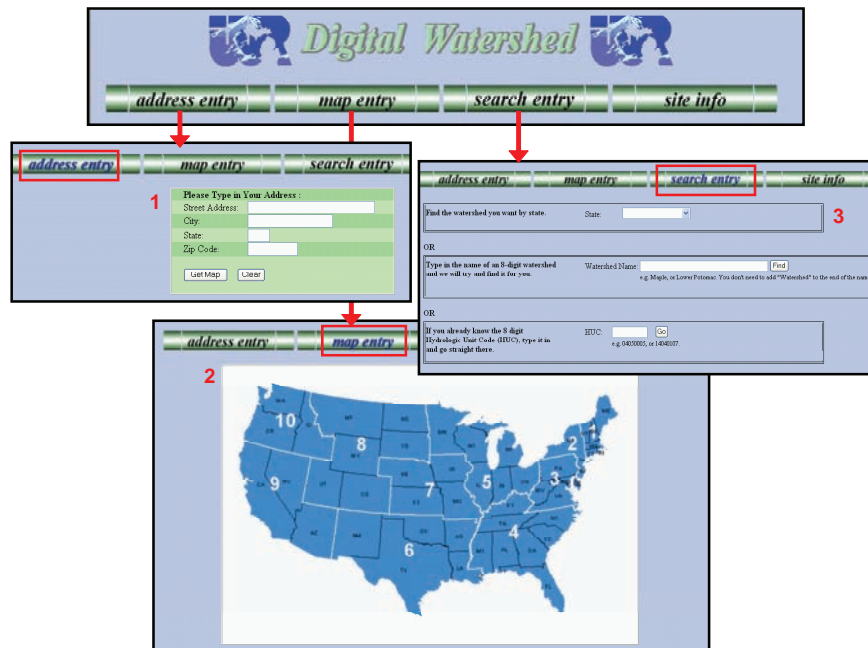 Digital Watershed
address entry map entry search entry site info
address entry map entry search entry
1
Please Type in Your Address :
Street Address:
City:
State:
Zip Code:
Get Map Clear
address entry map entry search entry site info
3
Find the watershed you want by state. State:
OR
Type in the name of an 8-digit watershed
and we will try and find it for you.
Watershed Name: Find
e.g. Maple, or Lower Potomac. You don't need to add "Watershed" to the end of the nam
OR
If you already know the 8 digit
Hydrologic Unit Code (HUC), type it in
and go straight there.
HUC: Go
e.g. 04050005, or 14040107.
address entry map entry
2
10
8
9
7
6
5
4
3
2
1